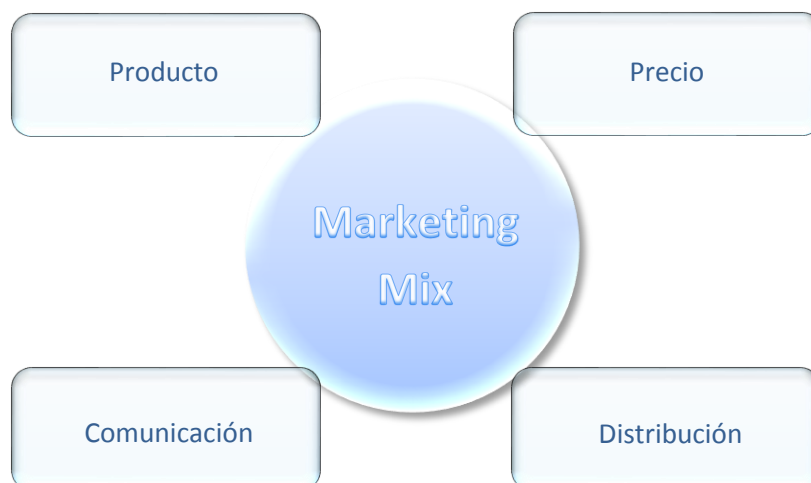 Producto
Precio
Marketing
Mix
Comunicación
Distribución